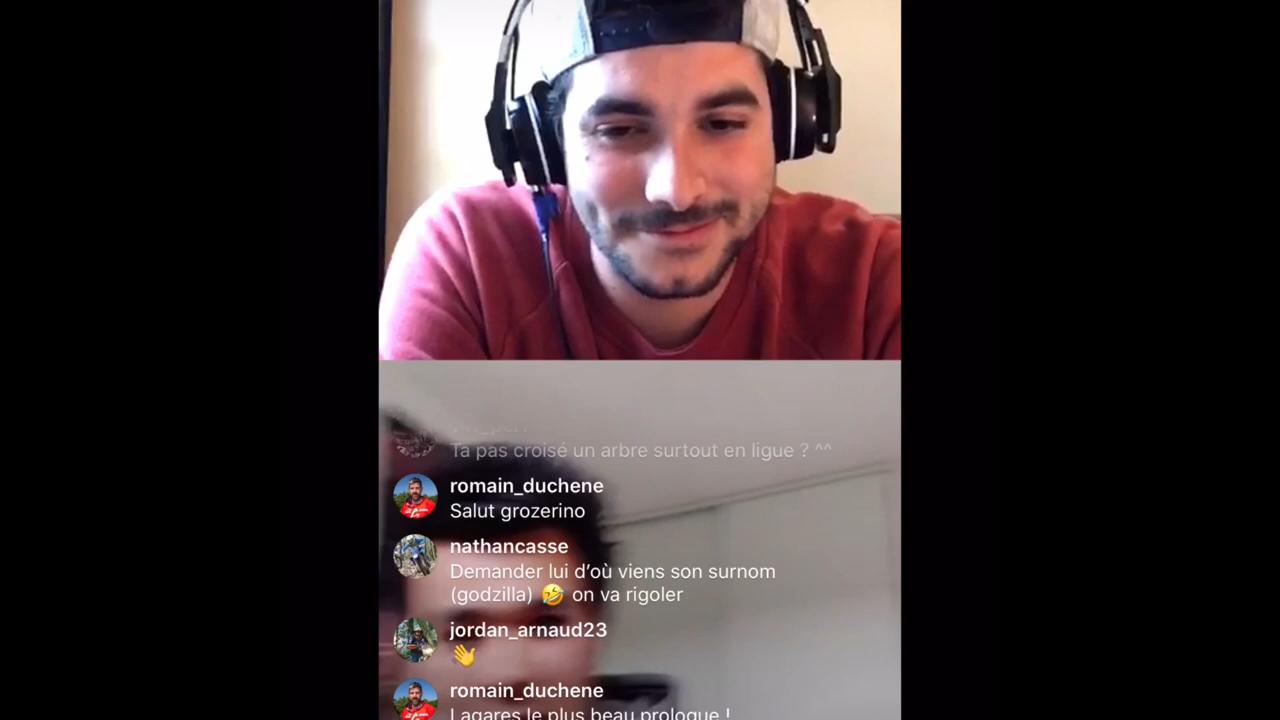 Ta pas croisé un arbre surtout en ligue ? ^^
romain_duchene
Salut grozerino
nathancasse
Demander lui d’où viens son surnom
(godzilla) 🤣 on va rigoler
jordan_arnaud23
👋
romain_duchene
Lagares le plus beau prologue !